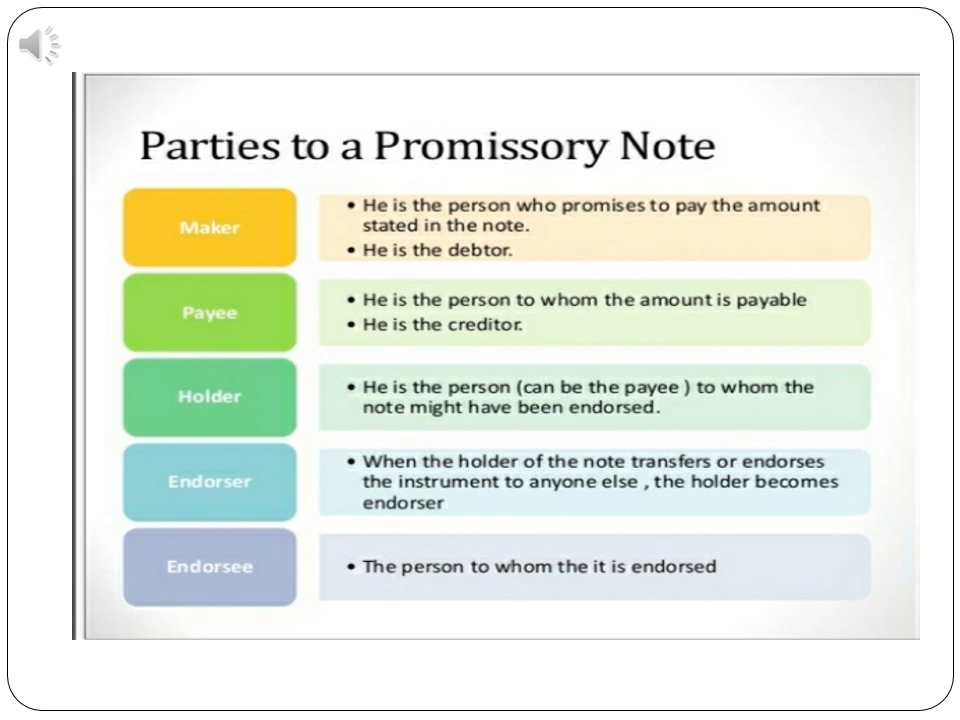 Parties to a Promissory Note
Maker
• He is the person who promises to pay the amount
stated in the note.
• He is the debtor.
Payee
• He is the person to whom the amount is payable
• He is the creditor.
Holder
• He is the person (can be the payee ) to whom the
note might have been endorsed.
Endorser
• When the holder of the note transfers or endorses
the instrument to anyone else , the holder becomes
endorser
Endorsee
• The person to whom the it is endorsed